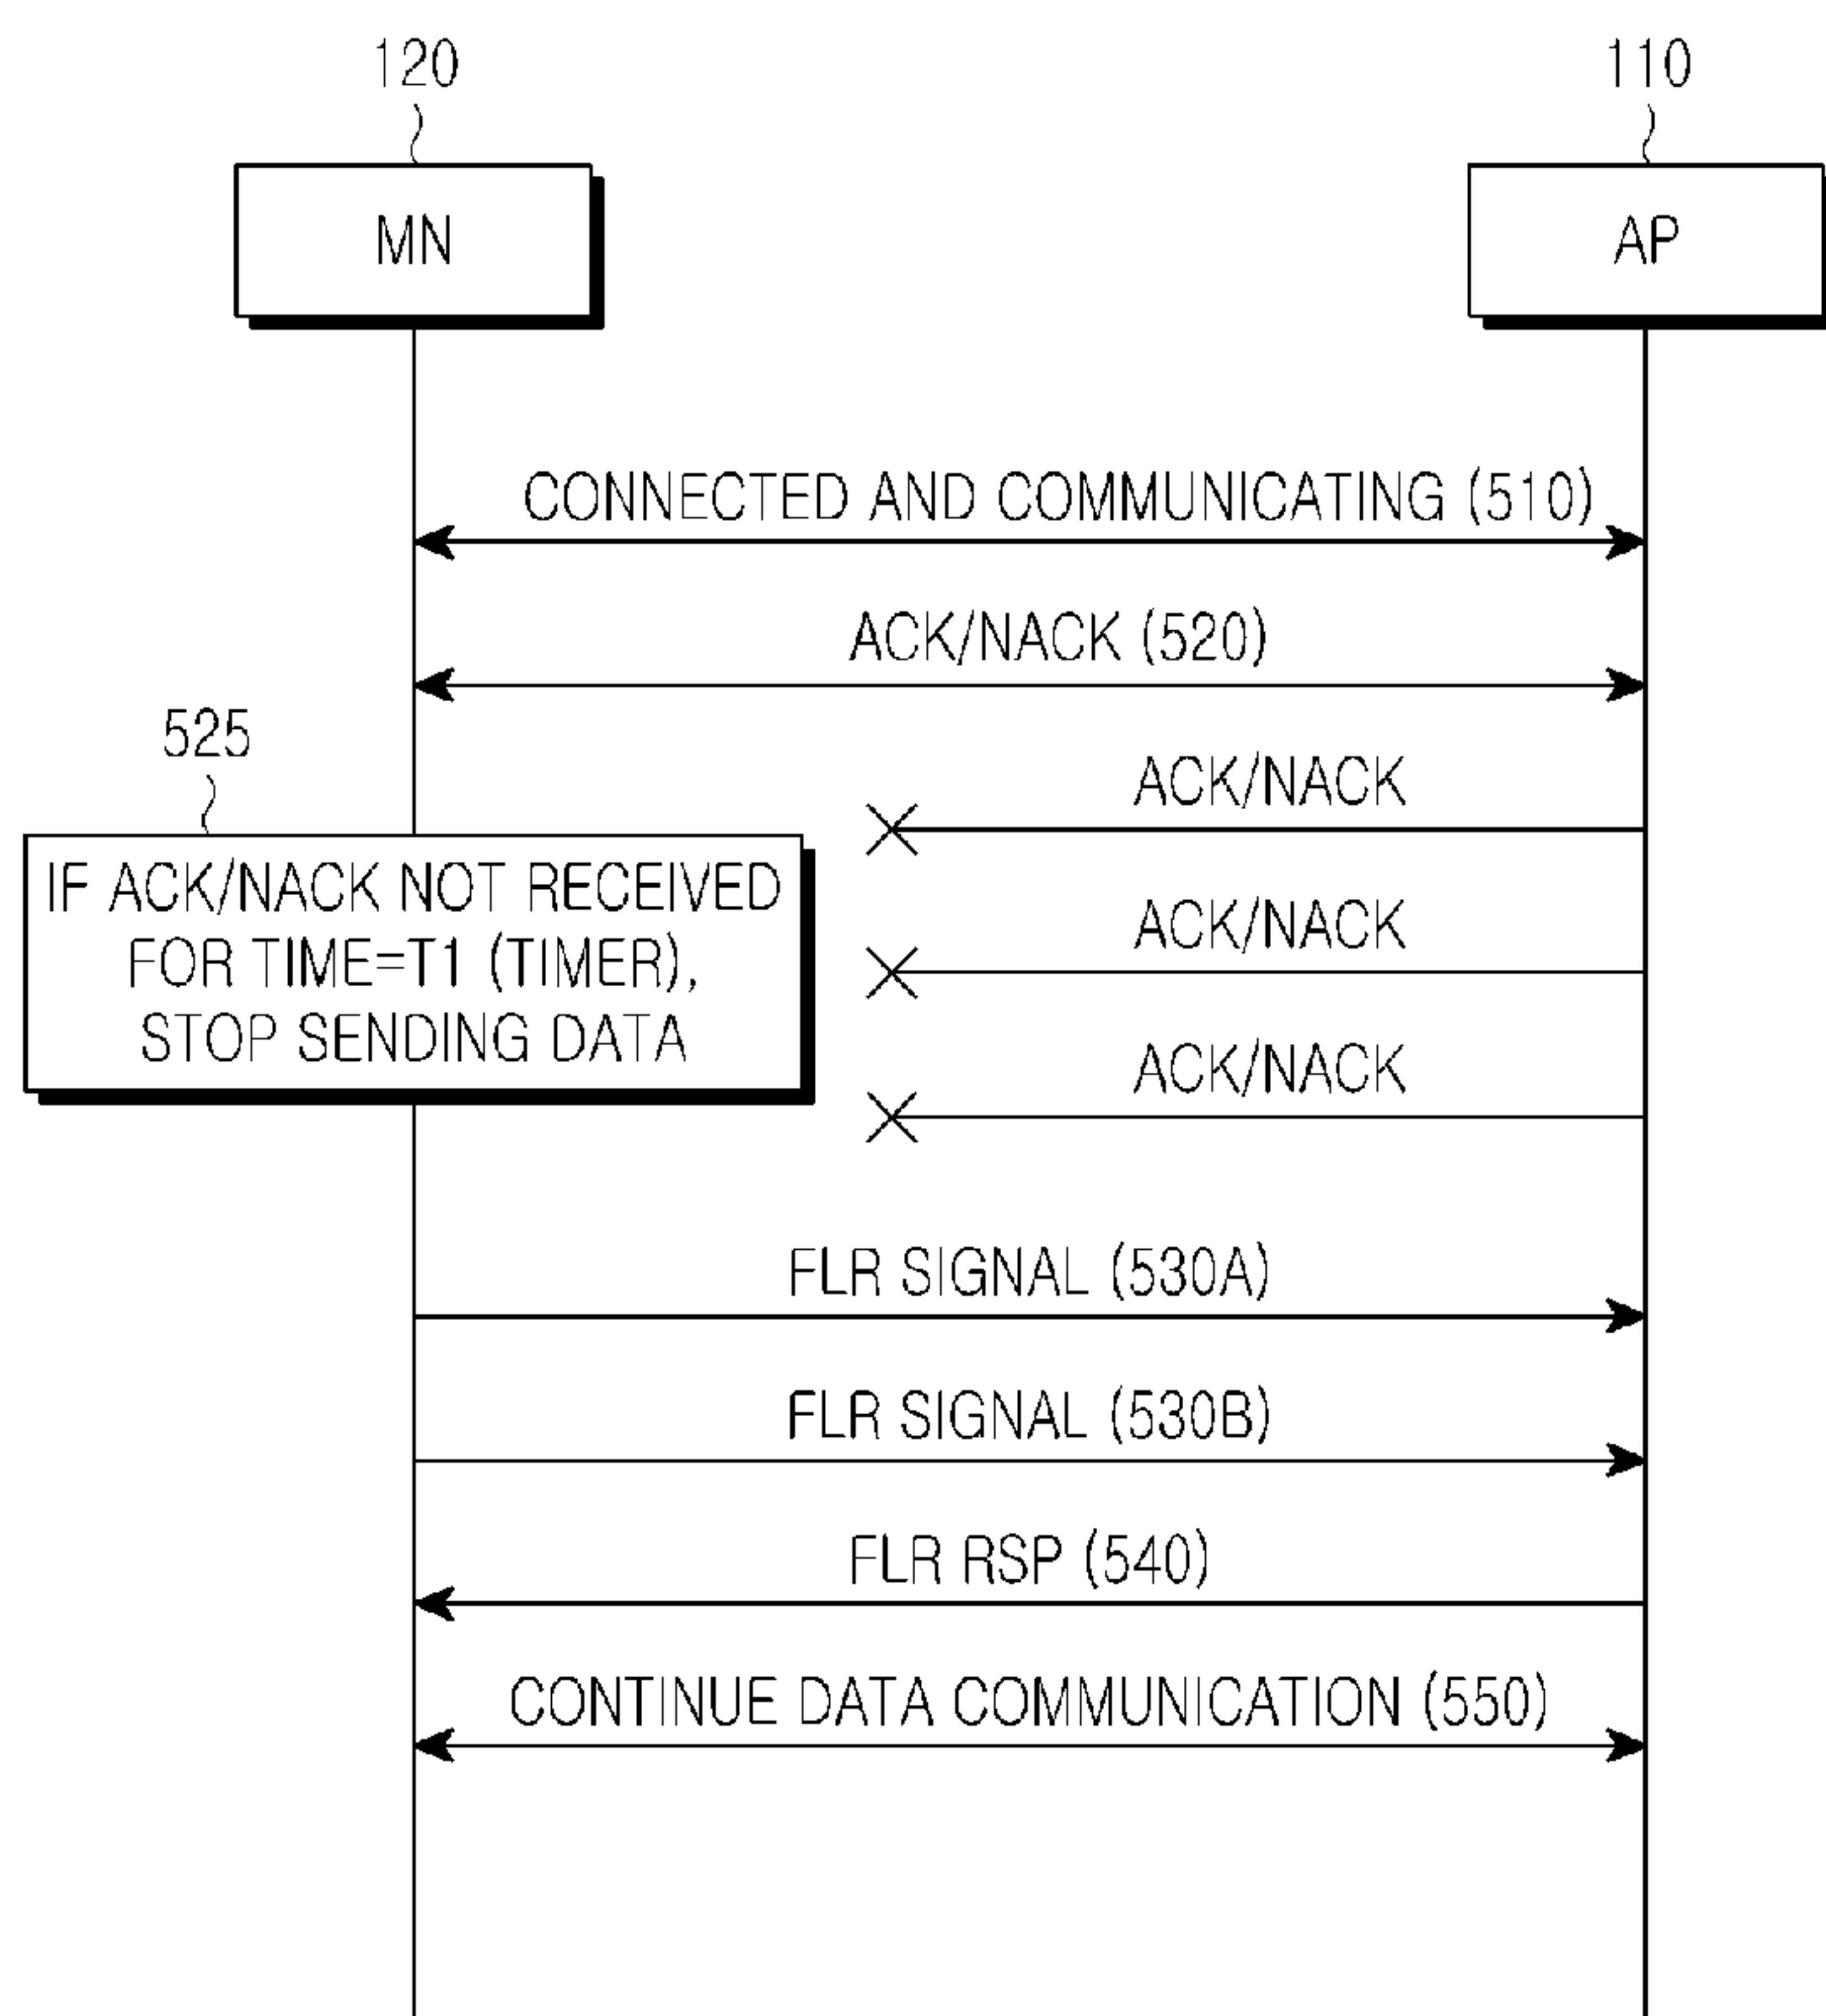 120
110
MN
AP
CONNECTED AND COMMUNICATING (510)
ACK/NACK (520)
525
ACK/NACK
IF ACK/NACK NOT RECEIVED
FOR TIME=T1 (TIMER),
STOP SENDING DATA
ACK/NACK
ACK/NACK
FLR SIGNAL (530A)
FLR SIGNAL (530B)
FLR RSP (540)
CONTINUE DATA COMMUNICATION (550)